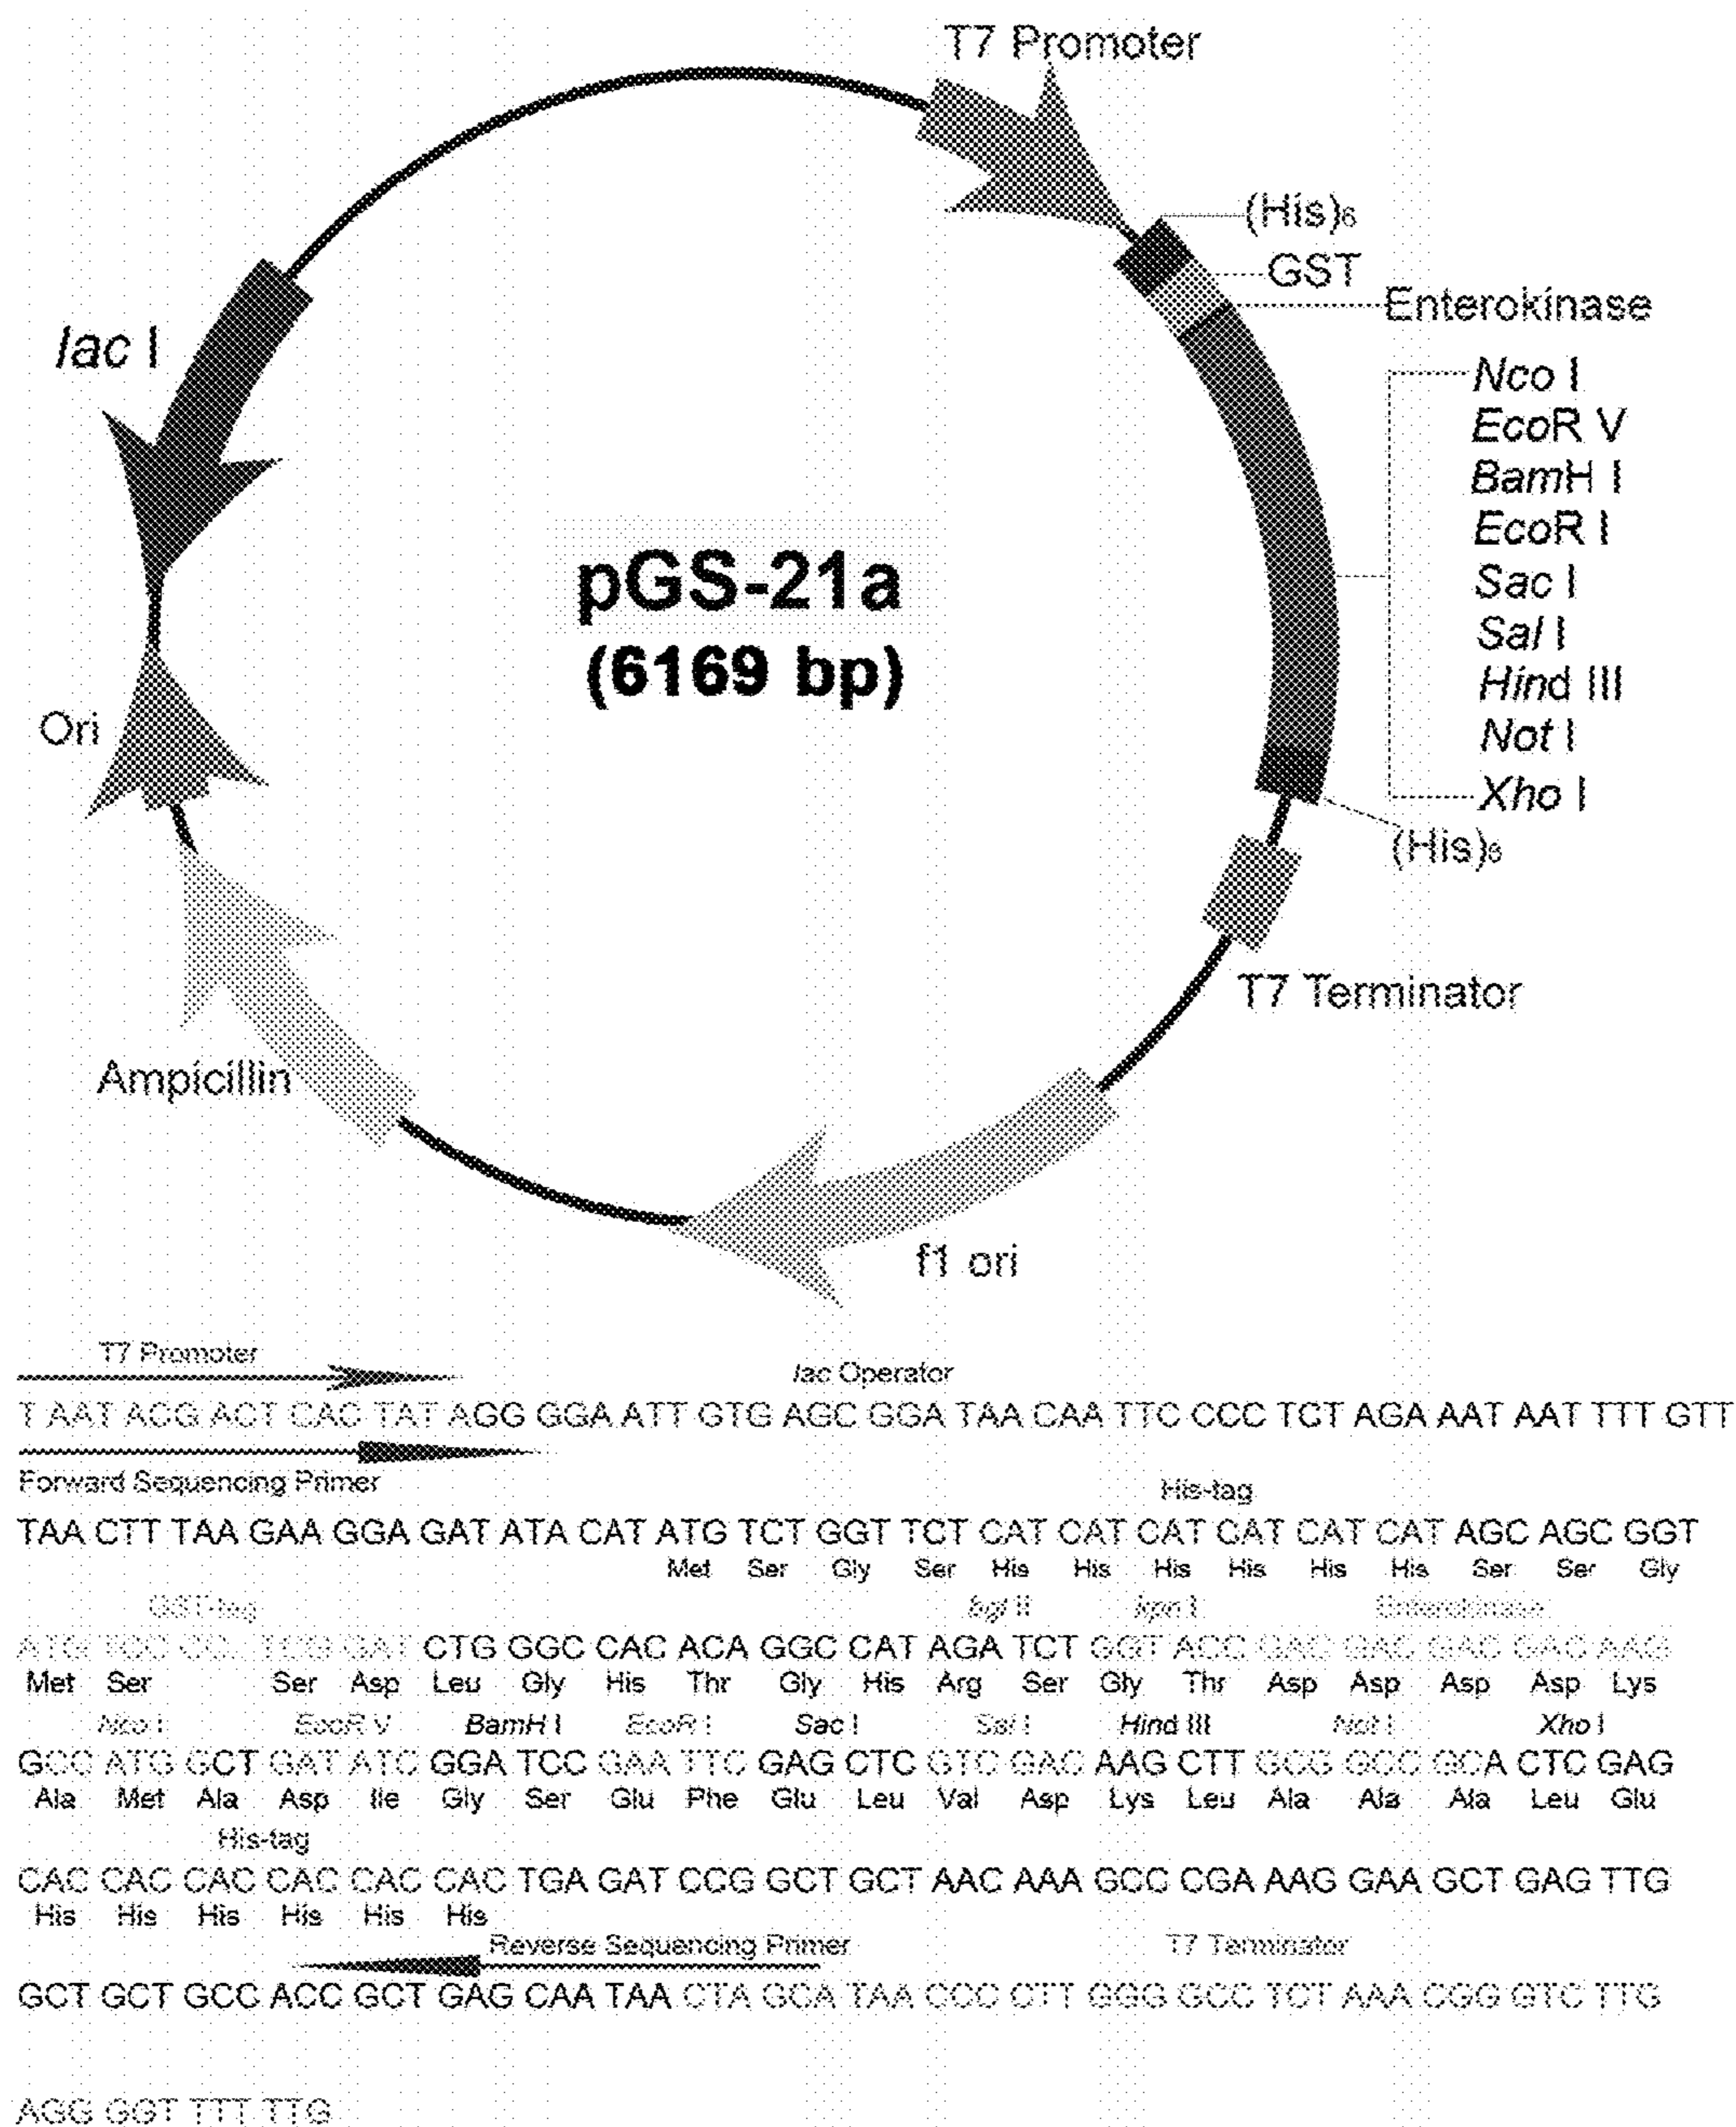 T7 Promoter
(His)6
GST
Enterokinase
lac I
Nco I
EcoR V
BamH I
EcoR I
Sac I
Sal I
Hind III
Not I
Xho I
(His)6
pGS-21a
(6169 bp)
Ori
T7 Terminator
Ampicillin
f1 ori
T7 Promoter lac Operator
T AAT ACG ACT CAC TAT AGG GGA ATT GTG AGC GGA TAA CAA TTC CCC TCT AGA AAT AAT TTT GTT
Forward Sequencing Primer
His-tag
TAA CTT TAA GAA GGA GAT ATA CAT ATG TCT GGT TCT CAT CAT CAT CAT CAT CAT AGC AGC GGT
Met Ser Gly Ser His His His His His His Ser Ser Gly
GST-tag bgl II kpn I Enterokinase
ATG TCC CC... TCG GAT CTG GGC CAC ACA GGC CAT AGA TCT GGT ACC GAC GAC GAC GAC AAG
Met Ser Ser Asp Leu Gly His Thr Gly His Arg Ser Gly Thr Asp Asp Asp Asp Lys
Nco I EcoR V BamH I EcoR I Sac I Sal I Hind III Not I Xho I
GCC ATG GCT GAT ATC GGA TCC GAA TTC GAG CTC GTC GAC AAG CTT GCG GCC GCA CTC GAG
Ala Met Ala Asp Ile Gly Ser Glu Phe Glu Leu Val Asp Lys Leu Ala Ala Ala Leu Glu
His-tag
CAC CAC CAC CAC CAC CAC TGA GAT CCG GCT GCT AAC AAA GCC CGA AAG GAA GCT GAG TTG
His His His His His His
Reverse Sequencing Primer T7 Terminator
GCT GCT GCC ACC GCT GAG CAA TAA CTA GCA TAA CCC CTT GGG GCC TCT AAA CGG GTC TTG
AGG GGT TTT TTG